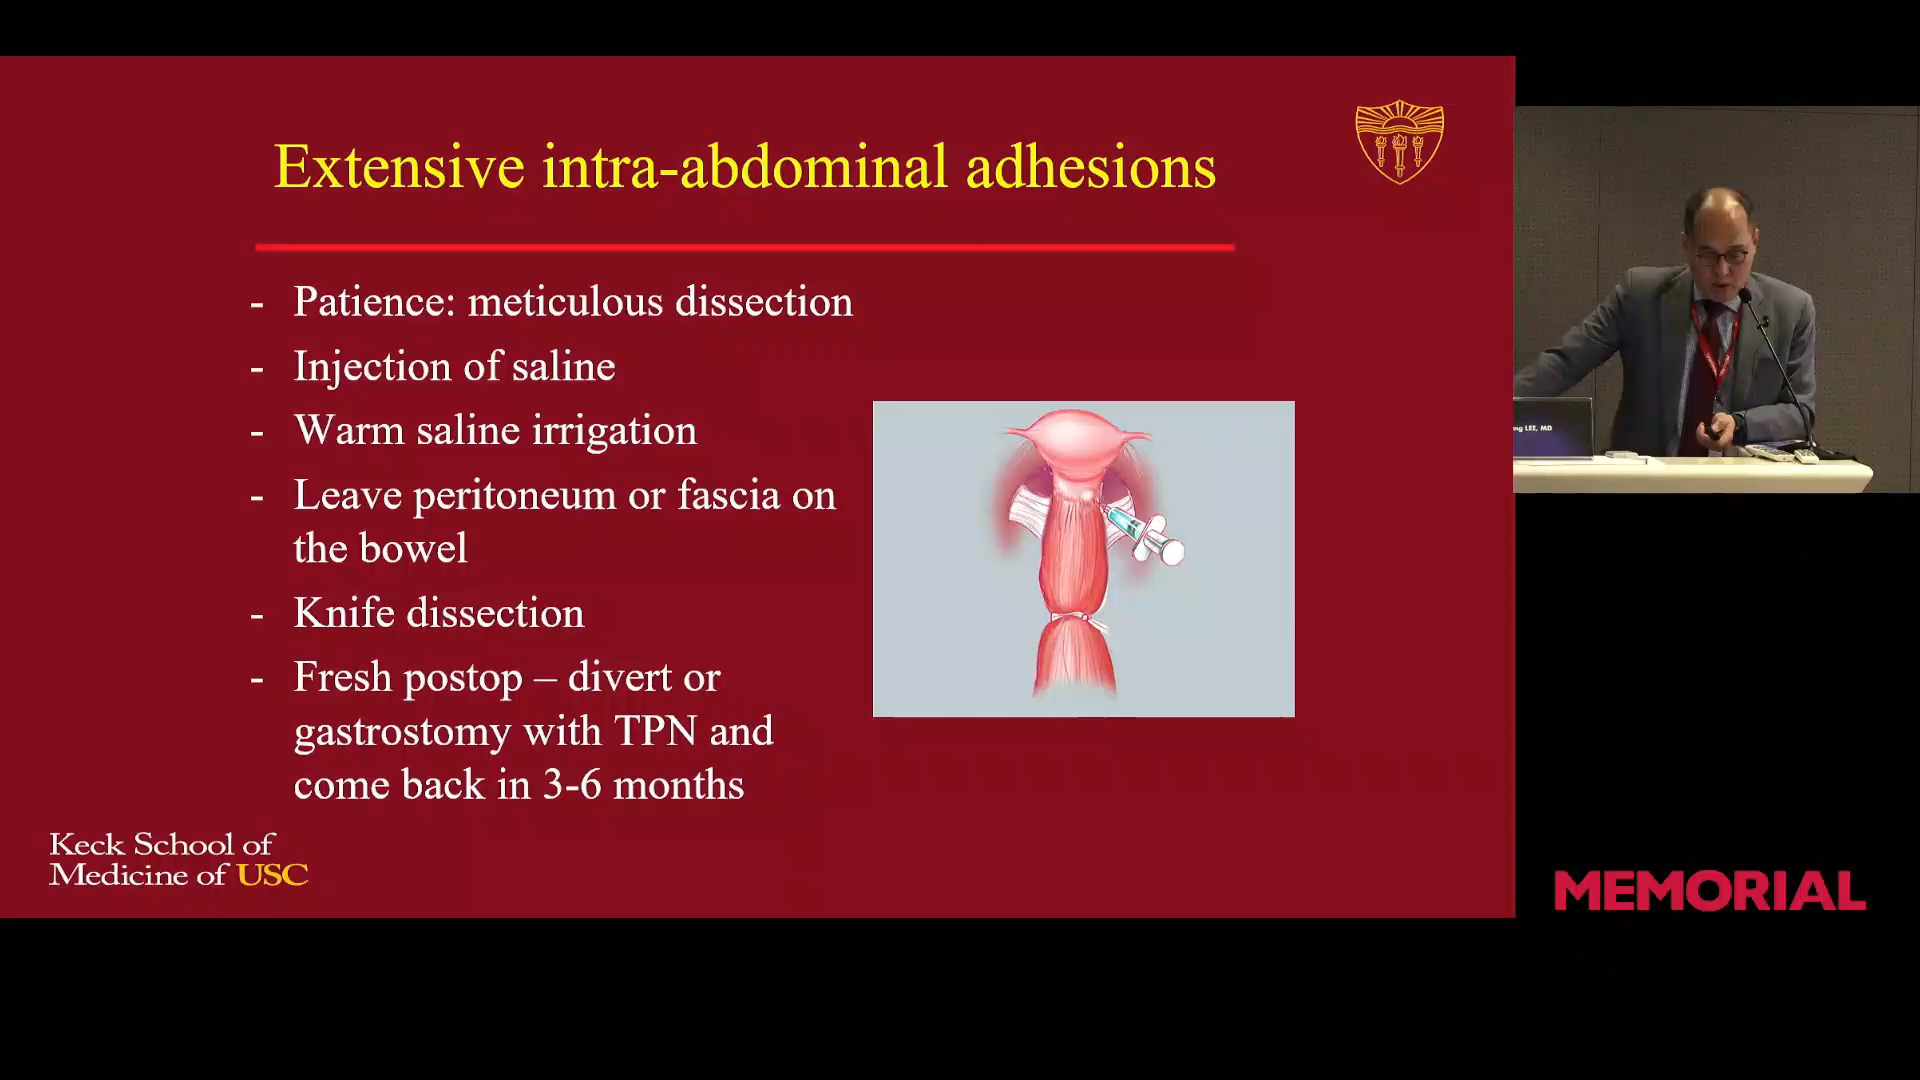 Extensive intra-abdominal adhesions
- Patience: meticulous dissection
- Injection of saline
- Warm saline irrigation
- Leave peritoneum or fascia on
the bowel
- Knife dissection
- Fresh postop – divert or
gastrostomy with TPN and
come back in 3-6 months
Keck School of
Medicine of USC
LEE, MD
MEMORIAL